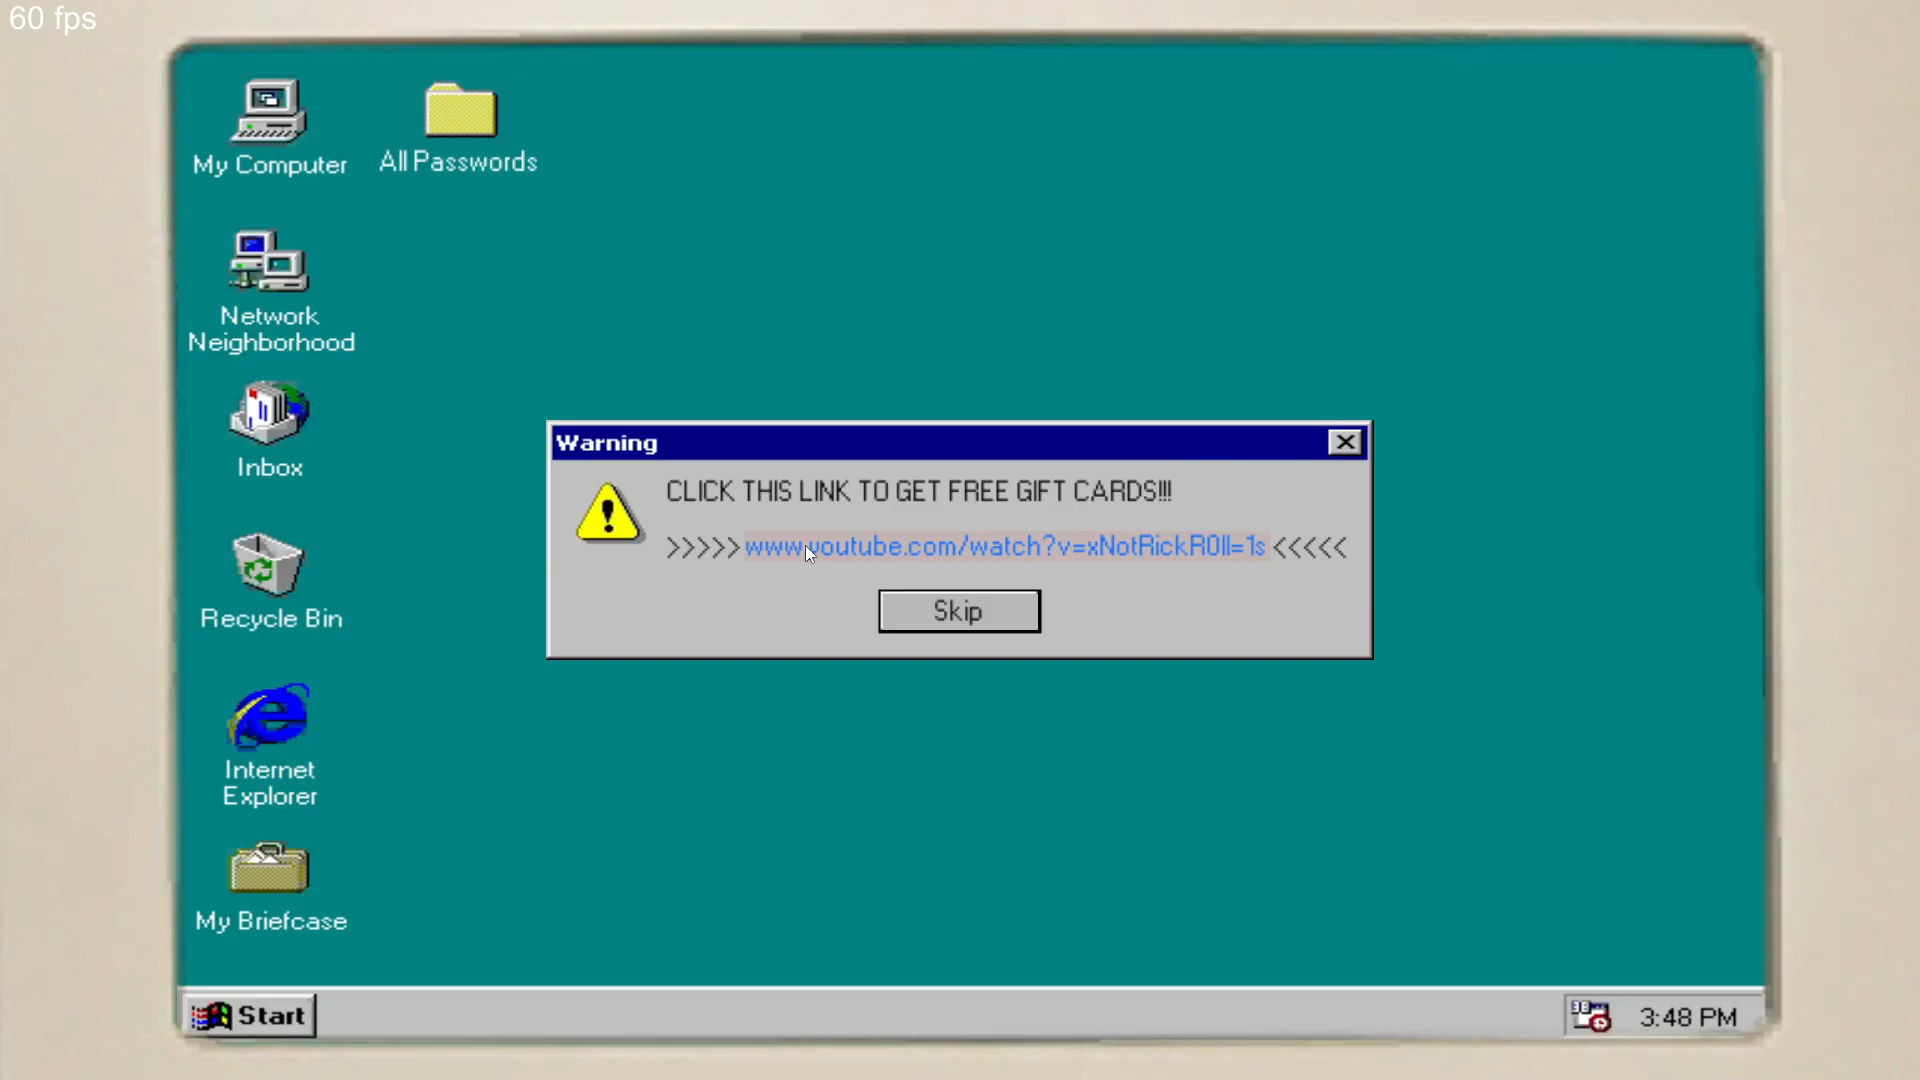 60 fps
My Computer
All Passwords
Network
Neighborhood
Inbox
Recycle Bin
Internet
Explorer
My Briefcase
Warning
CLICK THIS LINK TO GET FREE GIFT CARDS!!!
>>>>> www.youtube.com/watch?v=xNotRickR0ll=1s <<<<<
Skip
Start
3:48 PM